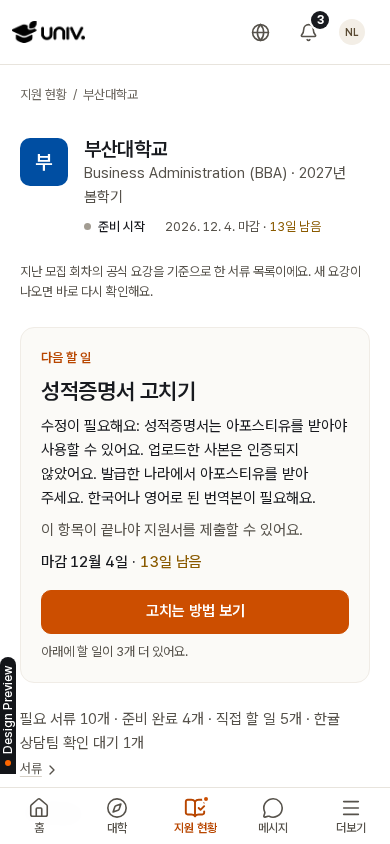 UNIV.
3
NL
지원 현황 / 부산대학교
부
부산대학교
Business Administration (BBA) · 2027년
봄학기
준비 시작 2026. 12. 4. 마감 · 13일 남음
지난 모집 회차의 공식 요강을 기준으로 한 서류 목록이에요. 새 요강이
나오면 바로 다시 확인해요.
다음 할 일
성적증명서 고치기
수정이 필요해요: 성적증명서는 아포스티유를 받아야
사용할 수 있어요. 업로드한 사본은 인증되지
않았어요. 발급한 나라에서 아포스티유를 받아
주세요. 한국어나 영어로 된 번역본이 필요해요.
이 항목이 끝나야 지원서를 제출할 수 있어요.
마감 12월 4일 · 13일 남음
고치는 방법 보기
아래에 할 일이 3개 더 있어요.
Design Preview
필요 서류 10개 · 준비 완료 4개 · 직접 할 일 5개 · 한귤
상담팀 확인 대기 1개
서류
홈
대학
지원 현황
메시지
더보기